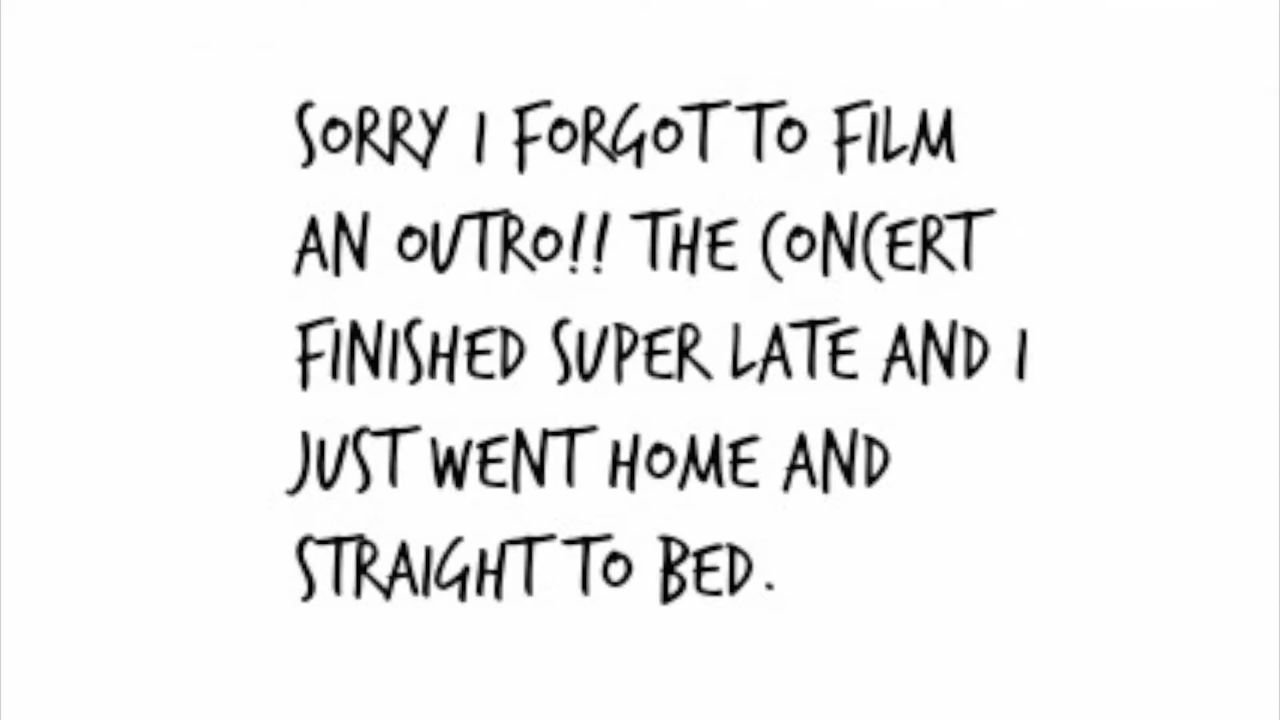 SORRY I FORGOT TO FILM
AN OUTRO!! THE CONCERT
FINISHED SUPER LATE AND I
JUST WENT HOME AND
STRAIGHT TO BED.